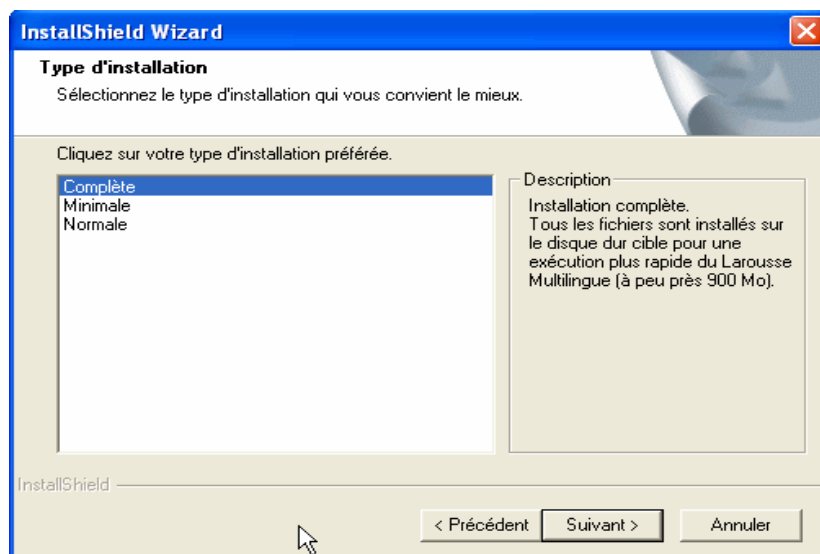 InstallShield Wizard
Type d'installation
Sélectionnez le type d'installation qui vous convient le mieux.
Cliquez sur votre type d'installation préférée.
Complète
Minimale
Normale
Description
Installation complète.
Tous les fichiers sont installés sur
le disque dur cible pour une
exécution plus rapide du Larousse
Multilingue (à peu près 900 Mo).
InstallShield
< Précédent
Suivant >
Annuler